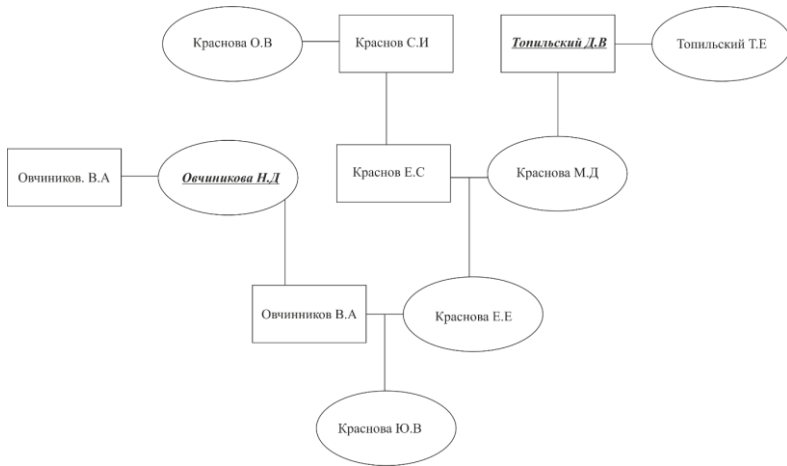 Краснова О.В
Краснов С.И
Топильский Д.В
Топильский Т.Е
Овчиников. В.А
Овчиникова Н.Д
Краснов Е.С
Краснова М.Д
Овчинников В.А
Краснова Е.Е
Краснова Ю.В